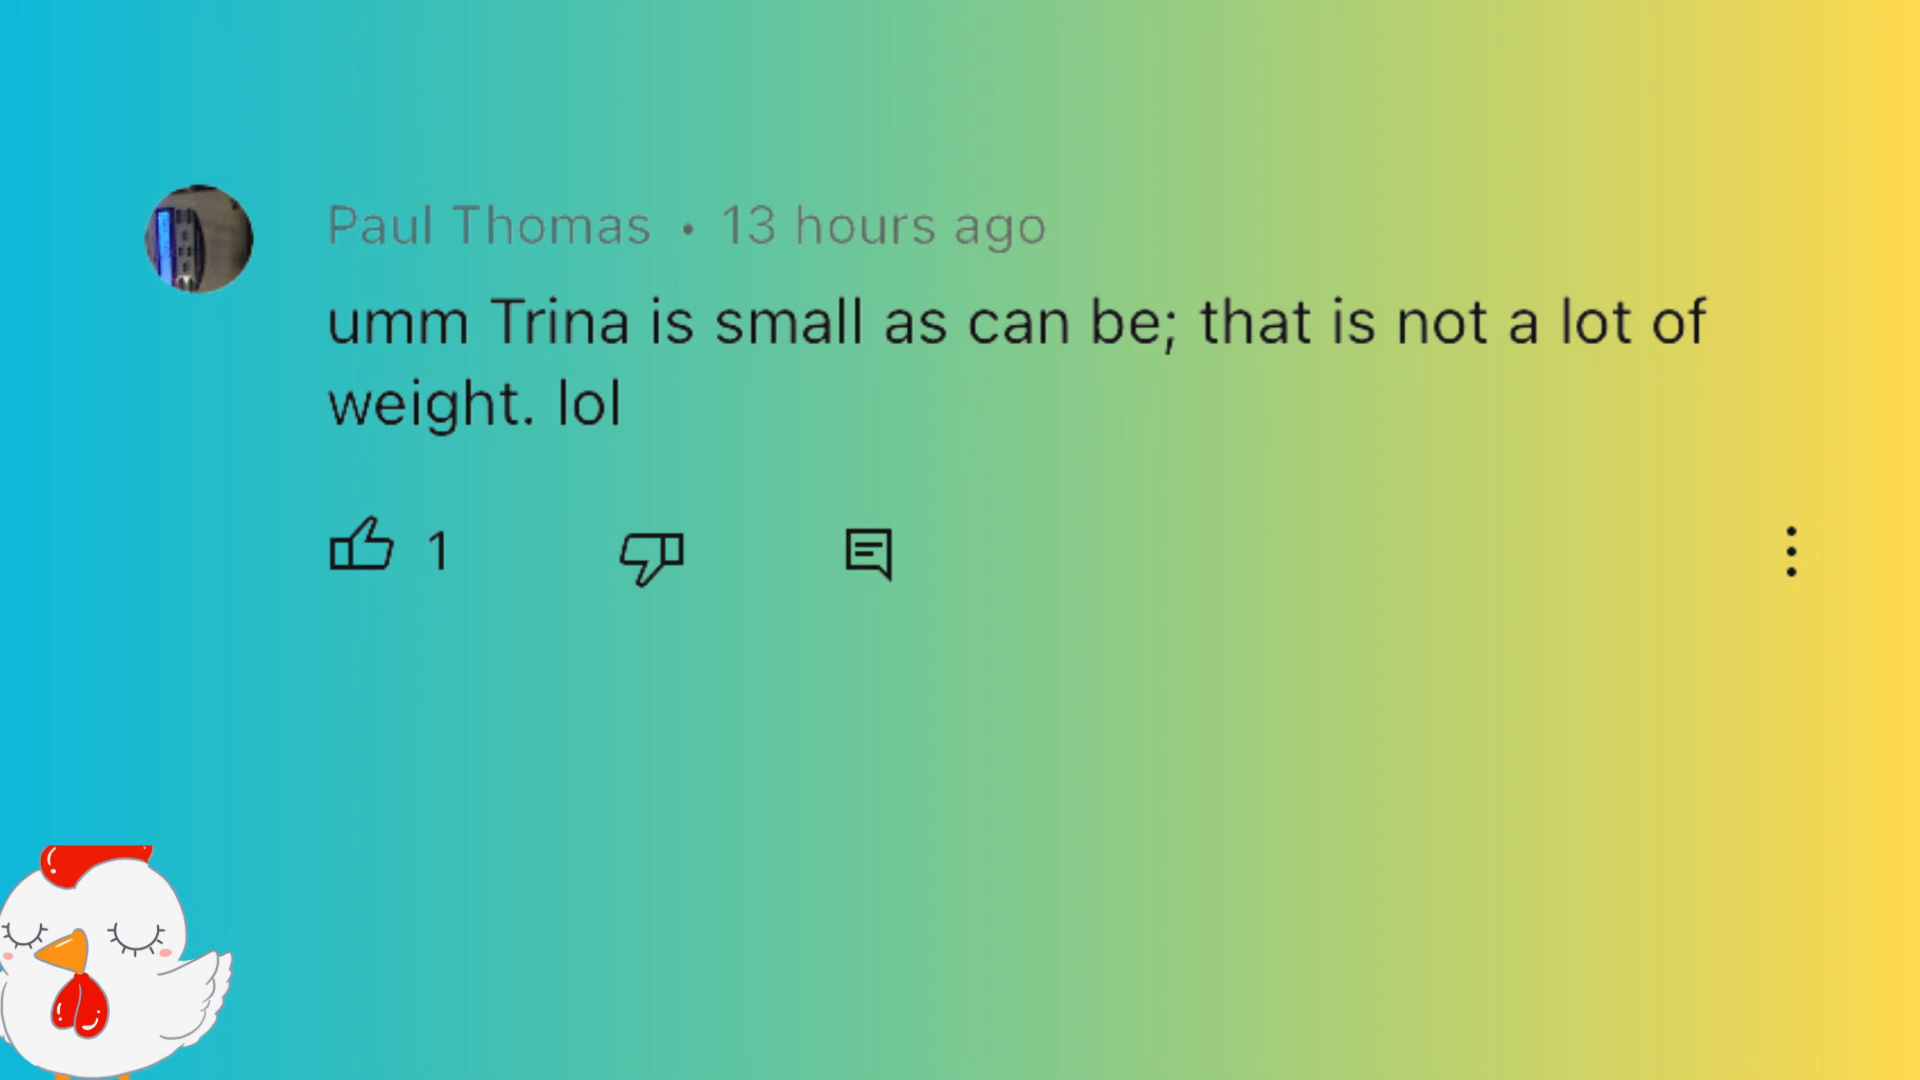 Paul Thomas • 13 hours ago
umm Trina is small as can be; that is not a lot of
weight. lol
1